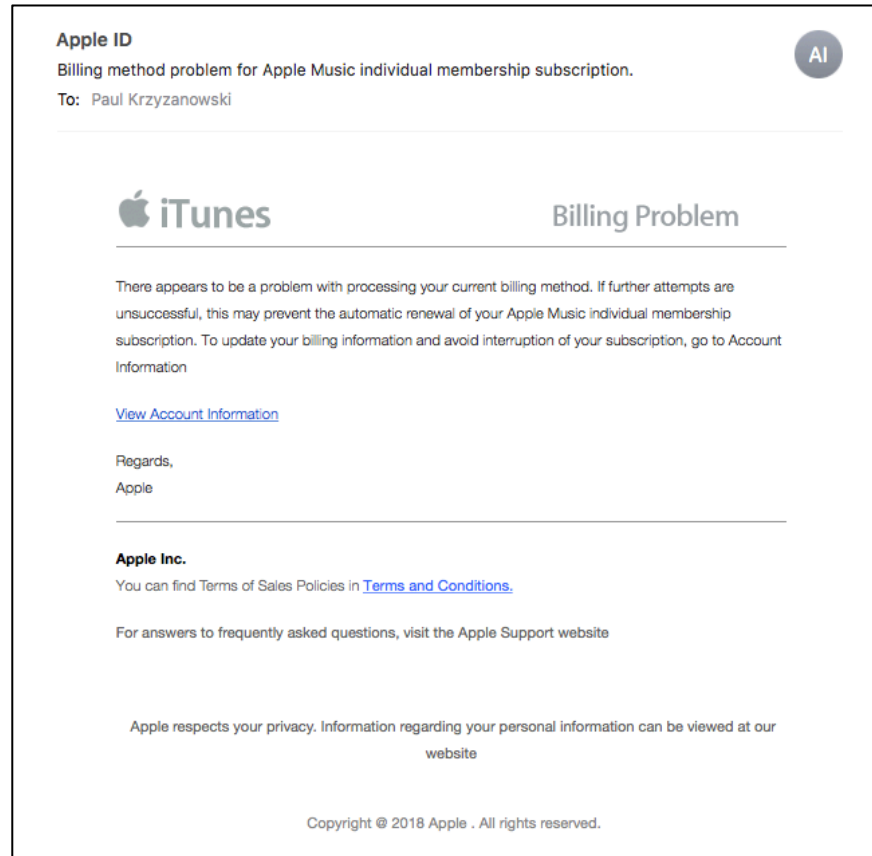 Apple ID
AI
Billing method problem for Apple Music individual membership subscription.
To: Paul Krzyzanowski
iTunes
Billing Problem
There appears to be a problem with processing your current billing method. If further attempts are
unsuccessful, this may prevent the automatic renewal of your Apple Music individual membership
subscription. To update your billing information and avoid interruption of your subscription, go to Account
Information
View Account Information
Regards,
Apple
Apple Inc.
You can find Terms of Sales Policies in Terms and Conditions.
For answers to frequently asked questions, visit the Apple Support website
Apple respects your privacy. Information regarding your personal information can be viewed at our
website
Copyright @ 2018 Apple . All rights reserved.